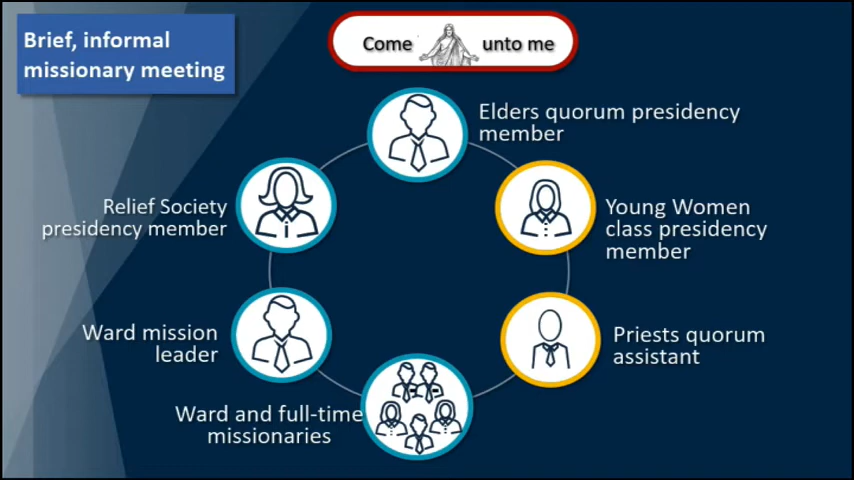 Brief, informal
missionary meeting
Come unto me
Elders quorum presidency
member
Relief Society
presidency member
Young Women
class presidency
member
Ward mission
leader
Priests quorum
assistant
Ward and full-time
missionaries